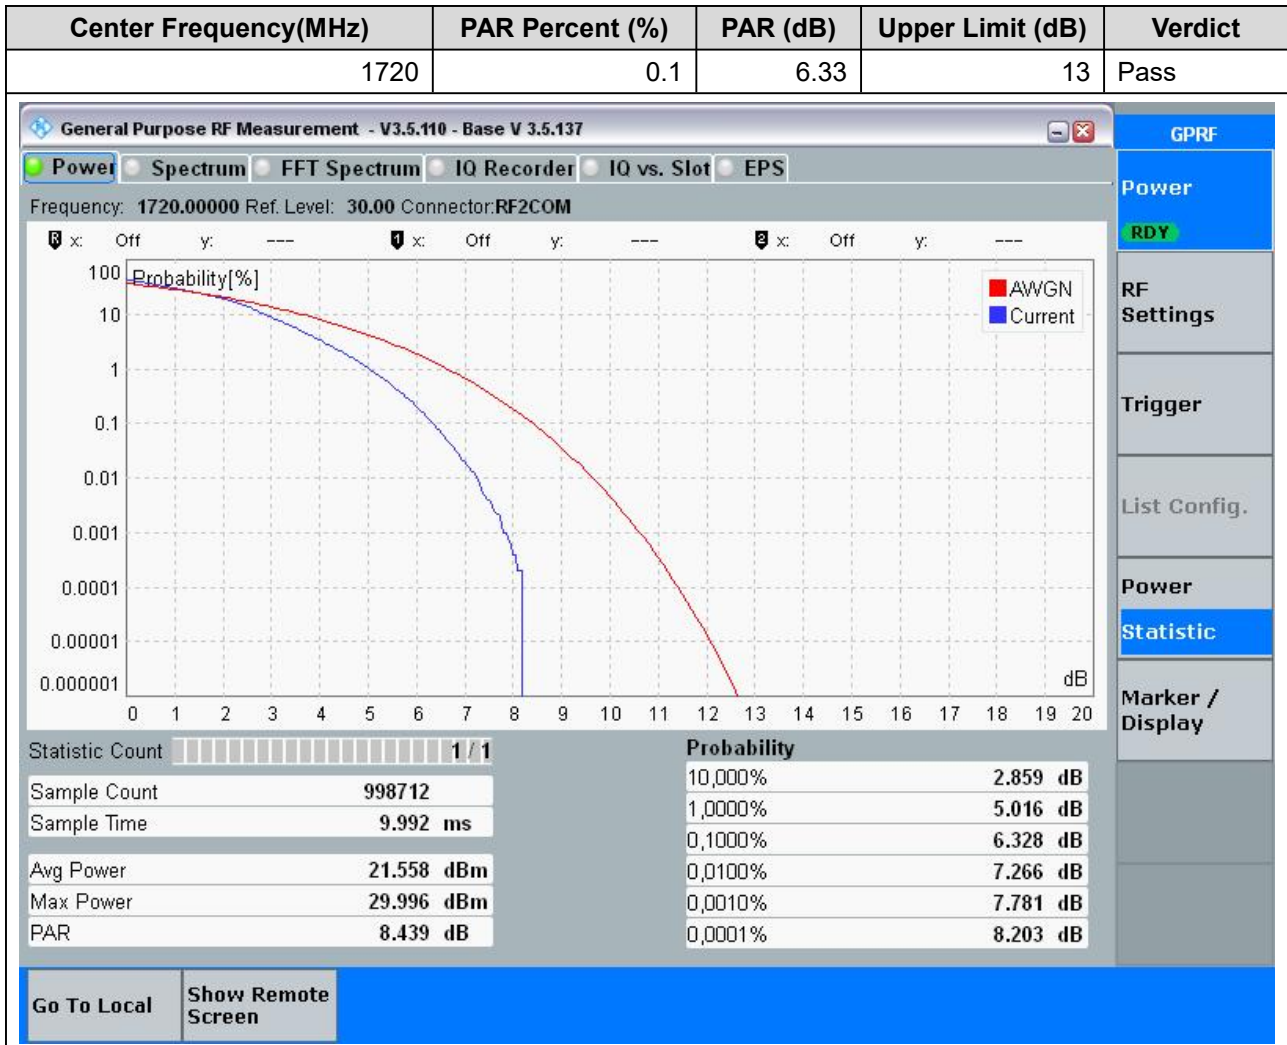 Center Frequency(MHz) PAR Percent (%) PAR (dB) Upper Limit (dB) Verdict
1720 0.1 6.33 13 Pass
General Purpose RF Measurement - V3.5.110 - Base V 3.5.137
GPRF
Power Spectrum FFT Spectrum IQ Recorder IQ vs. Slot EPS
Power
RDY
Frequency: 1720.00000 Ref. Level: 30.00 Connector:RF2COM
R x: Off y: --- 1 x: Off y: --- 2 x: Off y: ---
100 Probability[%]
AWGN
Current
10
1
0.1
0.01
0.001
0.0001
0.00001
0.000001
dB
0 1 2 3 4 5 6 7 8 9 10 11 12 13 14 15 16 17 18 19 20
RF
Settings
Trigger
List Config.
Power
Statistic
Marker /
Display
Statistic Count 1 / 1
Sample Count 998712
Sample Time 9.992 ms
Avg Power 21.558 dBm
Max Power 29.996 dBm
PAR 8.439 dB
Probability
10,000% 2.859 dB
1,0000% 5.016 dB
0,1000% 6.328 dB
0,0100% 7.266 dB
0,0010% 7.781 dB
0,0001% 8.203 dB
Go To Local
Show Remote
Screen